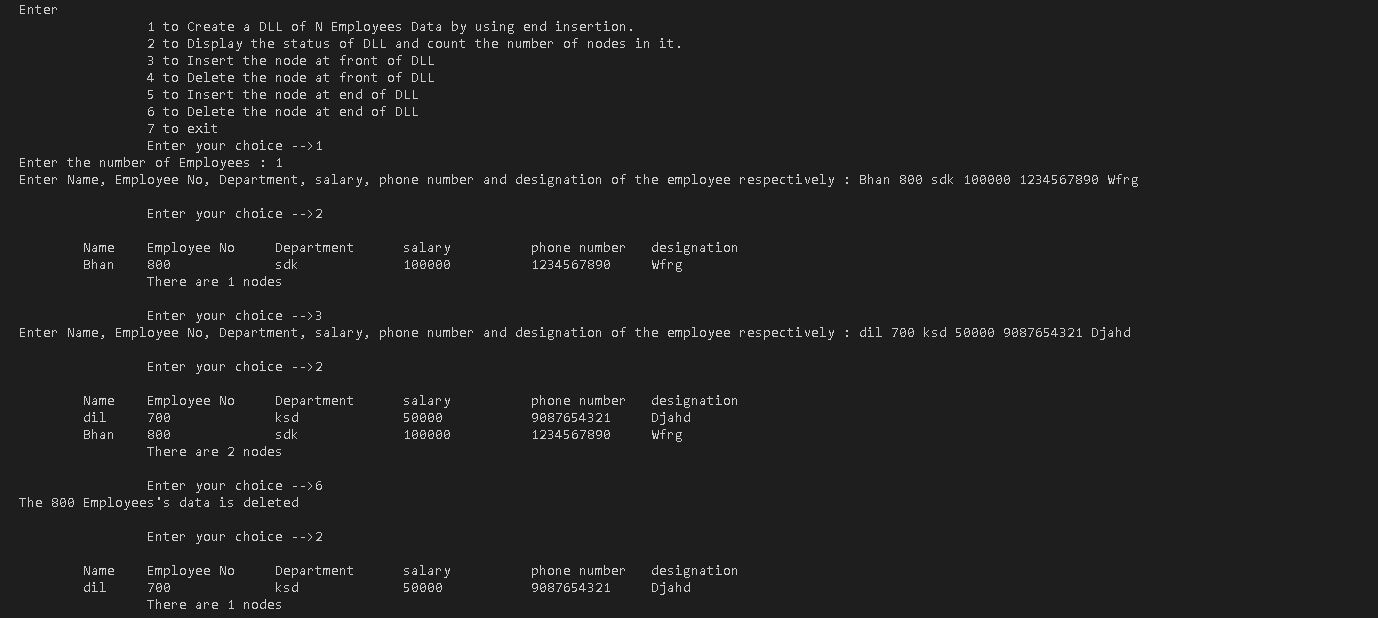 Enter
1 to Create a DLL of N Employees Data by using end insertion.
2 to Display the status of DLL and count the number of nodes in it.
3 to Insert the node at front of DLL
4 to Delete the node at front of DLL
5 to Insert the node at end of DLL
6 to Delete the node at end of DLL
7 to exit
Enter your choice -->1
Enter the number of Employees : 1
Enter Name, Employee No, Department, salary, phone number and designation of the employee respectively : Bhan 800 sdk 100000 1234567890 Wfrg
Enter your choice -->2
Name Employee No Department salary phone number designation
Bhan 800 sdk 100000 1234567890 Wfrg
There are 1 nodes
Enter your choice -->3
Enter Name, Employee No, Department, salary, phone number and designation of the employee respectively : dil 700 ksd 50000 9087654321 Djahd
Enter your choice -->2
Name Employee No Department salary phone number designation
dil 700 ksd 50000 9087654321 Djahd
Bhan 800 sdk 100000 1234567890 Wfrg
There are 2 nodes
Enter your choice -->6
The 800 Employees's data is deleted
Enter your choice -->2
Name Employee No Department salary phone number designation
dil 700 ksd 50000 9087654321 Djahd
There are 1 nodes